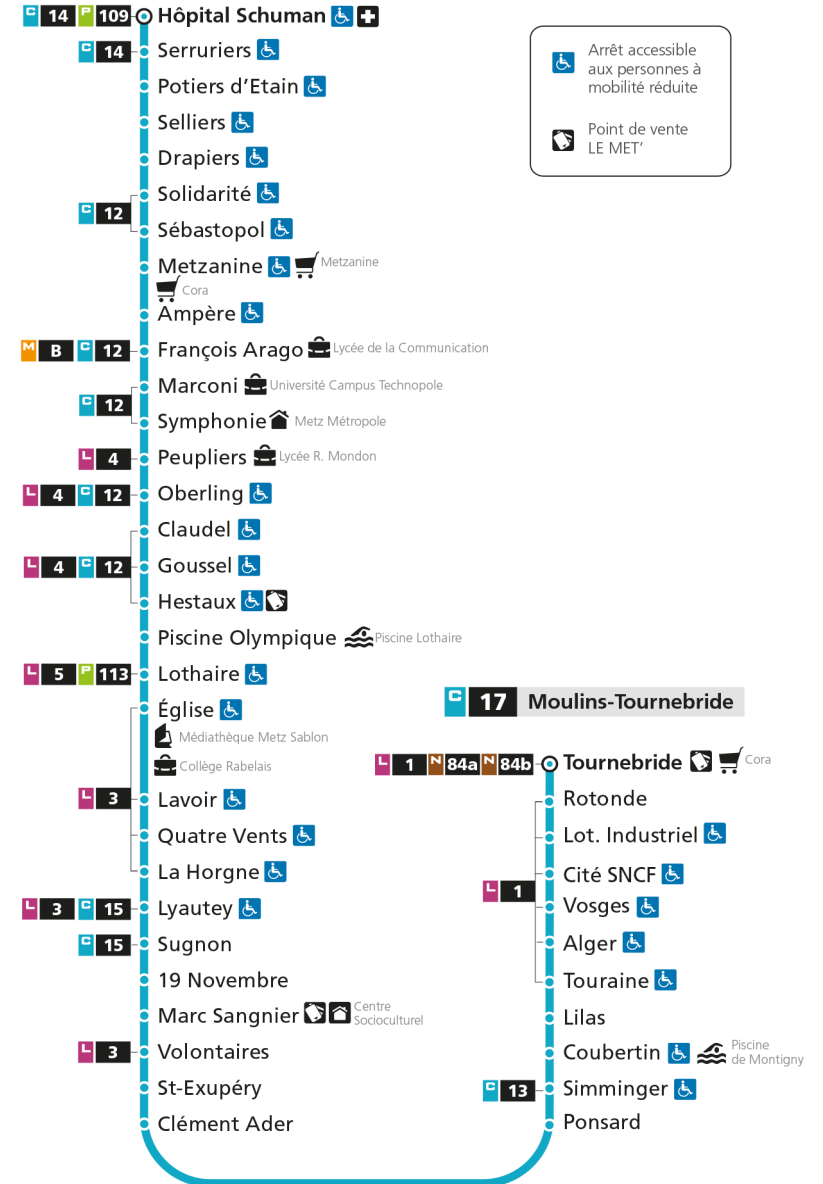 C 14 P 109 Hôpital Schuman
C 14 Serruriers
Potiers d’Etain
Selliers
Drapiers
Solidarité
C 12
Sébastopol
Metzanine Metzanine
Cora
Ampère
M B C 12 François Arago Lycée de la Communication
Marconi Université Campus Technopole
C 12
Symphonie Metz Métropole
L 4 Peupliers Lycée R. Mondon
L 4 C 12 Oberling
Claudel
L 4 C 12 Goussel
Hestaux
Piscine Olympique Piscine Lothaire
L 5 P 113 Lothaire
Église
Médiathèque Metz Sablon
Collège Rabelais
L 3 Lavoir
Quatre Vents
La Horgne
L 3 C 15 Lyautey
C 15 Sugnon
19 Novembre
Marc Sangnier Centre
Socioculturel
L 3 Volontaires
St-Exupéry
Clément Ader
Arrêt accessible
aux personnes à
mobilité réduite
Point de vente
LE MET’
C 17 Moulins-Tournebride
L 1 N 84a N 84b Tournebride Cora
Rotonde
Lot. Industriel
Cité SNCF
L 1
Vosges
Alger
Touraine
Lilas
Coubertin Piscine
de Montigny
C 13 Simminger
Ponsard